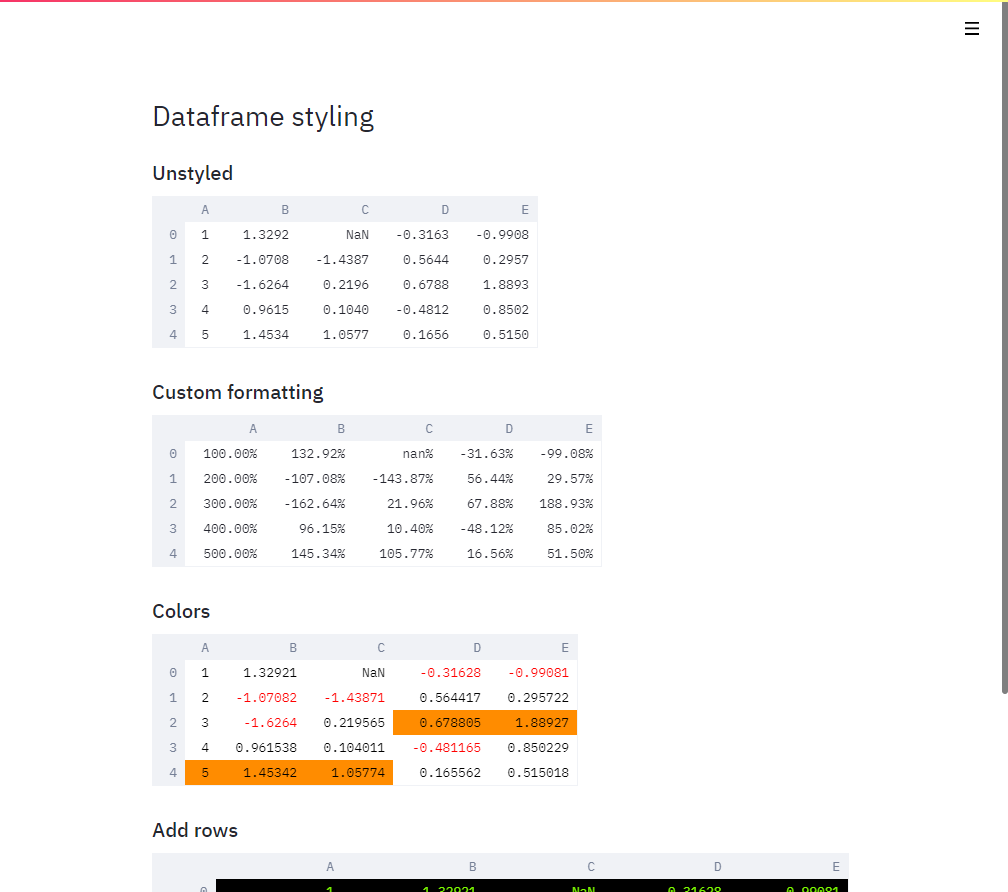 Dataframe styling
Unstyled
A B C D E
0 1 1.3292 NaN -0.3163 -0.9908
1 2 -1.0708 -1.4387 0.5644 0.2957
2 3 -1.6264 0.2196 0.6788 1.8893
3 4 0.9615 0.1040 -0.4812 0.8502
4 5 1.4534 1.0577 0.1656 0.5150
Custom formatting
A B C D E
0 100.00% 132.92% nan% -31.63% -99.08%
1 200.00% -107.08% -143.87% 56.44% 29.57%
2 300.00% -162.64% 21.96% 67.88% 188.93%
3 400.00% 96.15% 10.40% -48.12% 85.02%
4 500.00% 145.34% 105.77% 16.56% 51.50%
Colors
A B C D E
0 1 1.32921 NaN -0.31628 -0.99081
1 2 -1.07082 -1.43871 0.564417 0.295722
2 3 -1.6264 0.219565 0.678805 1.88927
3 4 0.961538 0.104011 -0.481165 0.850229
4 5 1.45342 1.05774 0.165562 0.515018
Add rows
A B C D E
0 1 1.32921 NaN -0.31628 -0.99081